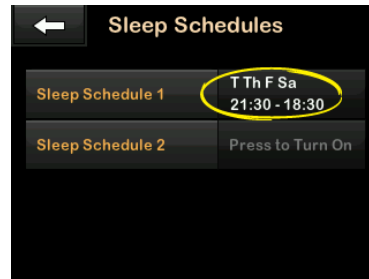 Sleep Schedules
Sleep Schedule 1
T Th F Sa
21:30 - 18:30
Sleep Schedule 2
Press to Turn On